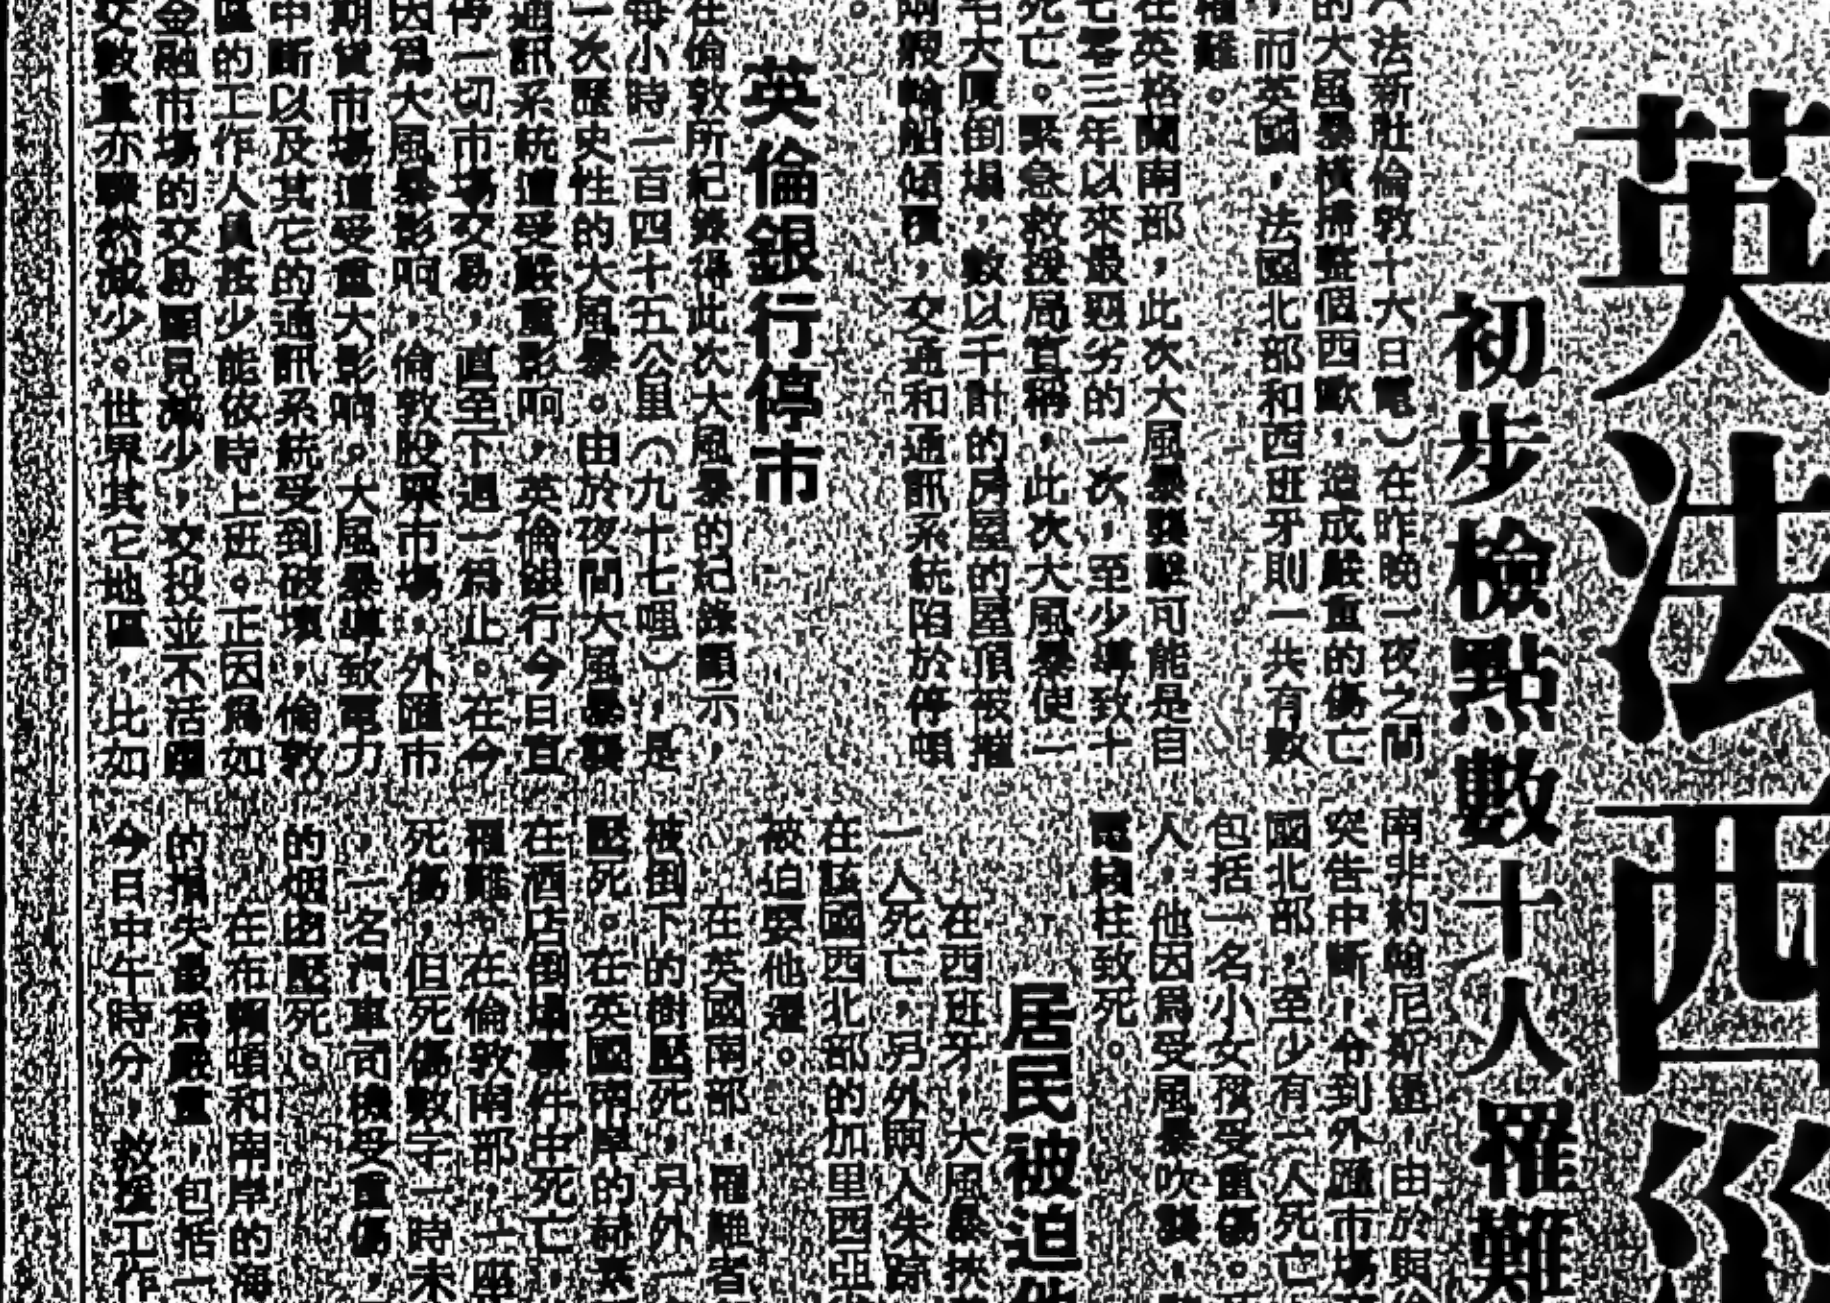 英法西災
初步檢點數十人罹難
（法新社倫敦十六日電）在昨晚一夜之間
的大風暴橫掃整個西歐，造成嚴重的傷亡
，而英國，法國北部和西班牙則一共有數
罹難。
在英格蘭南部，此次大風暴襲擊可能是自
七零三年以來最惡劣的一次，至少導致十
死亡。緊急救援局宣稱，此次大風暴使一
名大廈倒塌，數以千計的房屋的屋頂被摧
兩艘輪船傾覆，交通和通訊系統陷於停頓
。
英倫銀行停市
在倫敦所紀錄得此次大風暴的紀錄顯示，
每小時一百四十五公里（九十七哩），是
一次歷史性的大風暴。由於夜間大風暴襲
通訊系統遭受嚴重影响，英倫銀行今日宣
停一切市場交易，直至下週一為止。在今
因為大風暴影响，倫敦股票市場，外匯市
期貨市場遭受重大影响。大風暴導致電力
中斷以及其它的通訊系統受到破壞，倫敦
區的工作人員甚少能依時上班。正因為如
金融市場的交易顯見減少，交投並不活躍
交數量亦驟然減少。世界其它地區，比如
南非約翰尼斯堡，由於與
突告中斷，令到外匯市場
國北部，至少有二人死亡
包括一名小女孩受重傷。
人，他因為受風暴吹襲，
電線柱致死。
居民被迫
在西班牙，大風暴挾
一人死亡，另外兩人失踪
在該國西北部的加里西亞
被迫要他遷。
在英國南部，罹難者
被倒下的樹壓死，另外
壓死。在英國南岸的
在酒店倒塌事件中死亡
罹難，在倫敦南部，一座
死傷，但死傷數字一時未
，一名汽車司機受重傷，
的烟囱壓死。
在布賴頓和南岸的海
的損失最為嚴重，包括一
今日中午時分，救援工作